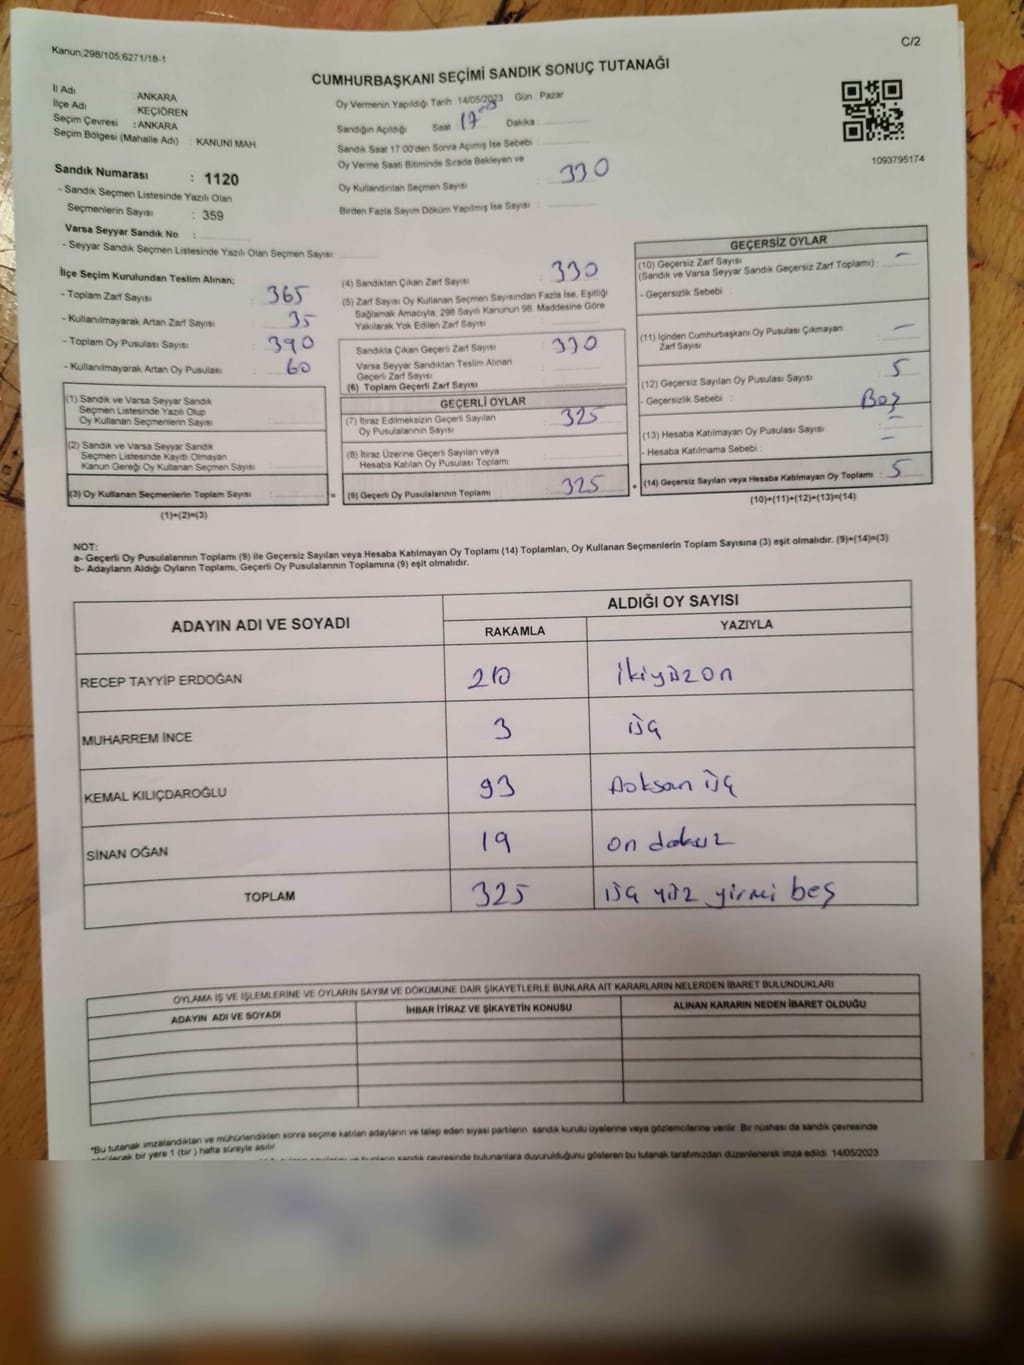 Kanun;298/105;6271/18-1
C/2
CUMHURBAŞKANI SEÇİMİ SANDIK SONUÇ TUTANAĞI
İl Adı : ANKARA
İlçe Adı : KEÇİÖREN
Seçim Çevresi : ANKARA
Seçim Bölgesi (Mahalle Adı) : KANUNİ MAH
Sandık Numarası : 1120
- Sandık Seçmen Listesinde Yazılı Olan
Seçmenlerin Sayısı : 359
Varsa Seyyar Sandık No :
- Seyyar Sandık Seçmen Listesinde Yazılı Olan Seçmen Sayısı:
Oy Vermenin Yapıldığı Tarih :14/05/2023 Gün : Pazar
Sandığın Açıldığı Saat : 17 Dakika :
Sandık Saat 17:00'den Sonra Açımış İse Sebebi :
Oy Verme Saati Bitiminde Sırada Bekleyen ve
Oy Kullandırılan Seçmen Sayısı : 330
Birden Fazla Sayım Döküm Yapılmış İse Sayısı :
1093795174
İlçe Seçim Kurulundan Teslim Alınan;
- Toplam Zarf Sayısı : 365
- Kullanılmayarak Artan Zarf Sayısı : 35
- Toplam Oy Pusulası Sayısı : 390
- Kullanılmayarak Artan Oy Pusulası : 60
(1) Sandık ve Varsa Seyyar Sandık
Seçmen Listesinde Yazılı Olup
Oy Kullanan Seçmenlerin Sayısı :
(2) Sandık ve Varsa Seyyar Sandık
Seçmen Listesinde Kaydı Olmayan
Kanun Gereği Oy Kullanan Seçmen Sayısı :
(3) Oy Kullanan Seçmenlerin Toplam Sayısı : =
(1)+(2)=(3)
(4) Sandıktan Çıkan Zarf Sayısı : 330
(5) Zarf Sayısı Oy Kullanan Seçmen Sayısından Fazla İse, Eşitliği
Sağlamak Amacıyla, 298 Sayılı Kanunun 98. Maddesine Göre
Yakılarak Yok Edilen Zarf Sayısı :
Sandıkta Çıkan Geçerli Zarf Sayısı : 330
Varsa Seyyar Sandıktan Teslim Alınan
Geçerli Zarf Sayısı :
(6) Toplam Geçerli Zarf Sayısı :
GEÇERLİ OYLAR
(7) İtiraz Edilmeksizin Geçerli Sayılan
Oy Pusulalarının Sayısı : 325
(8) İtiraz Üzerine Geçerli Sayılan veya
Hesaba Katılan Oy Pusulası Toplamı :
(9) Geçerli Oy Pusulalarının Toplamı : 325 +
GEÇERSİZ OYLAR
(10) Geçersiz Zarf Sayısı : -
(Sandık ve Varsa Seyyar Sandık Geçersiz Zarf Toplamı)
- Geçersizlik Sebebi :
(11) İçinden Cumhurbaşkanı Oy Pusulası Çıkmayan
Zarf Sayısı : -
(12) Geçersiz Sayılan Oy Pusulası Sayısı : 5
- Geçersizlik Sebebi : Boş
(13) Hesaba Katılmayan Oy Pusulası Sayısı : -
- Hesaba Katılmama Sebebi : -
(14) Geçersiz Sayılan veya Hesaba Katılmayan Oy Toplamı : 5
(10)+(11)+(12)+(13)=(14)
NOT:
a- Geçerli Oy Pusulalarının Toplamı (9) ile Geçersiz Sayılan veya Hesaba Katılmayan Oy Toplamı (14) Toplamları, Oy Kullanan Seçmenlerin Toplam Sayısına (3) eşit olmalıdır. (9)+(14)=(3)
b- Adayların Aldığı Oyların Toplamı, Geçerli Oy Pusulalarının Toplamına (9) eşit olmalıdır.
ADAYIN ADI VE SOYADI
ALDIĞI OY SAYISI
RAKAMLA YAZIYLA
RECEP TAYYİP ERDOĞAN 210 ikiyüzon
MUHARREM İNCE 3 üç
KEMAL KILIÇDAROĞLU 93 Doksan üç
SİNAN OĞAN 19 on dokuz
TOPLAM 325 üç yüz yirmi beş
OYLAMA İŞ VE İŞLEMLERİNE VE OYLARIN SAYIM VE DÖKÜMÜNE DAİR ŞİKAYETLERLE BUNLARA AİT KARARLARIN NELERDEN İBARET BULUNDUKLARI
ADAYIN ADI VE SOYADI İHBAR İTİRAZ VE ŞİKAYETİN KONUSU ALINAN KARARIN NEDEN İBARET OLDUĞU
*Bu tutanak imzalandıktan ve mühürlendikten sonra seçime katılan adayların ve talep eden siyasi partilerin sandık kurulu üyelerine veya gözlemcilerine verilir. Bir nüshası da sandık çevresinde
görülecek bir yere 1 (bir ) hafta süreyle asılır.
sandık çevresinde bulunanlara duyurulduğunu gösteren bu tutanak tarafımızdan düzenlenerek imza edildi. 14/05/2023